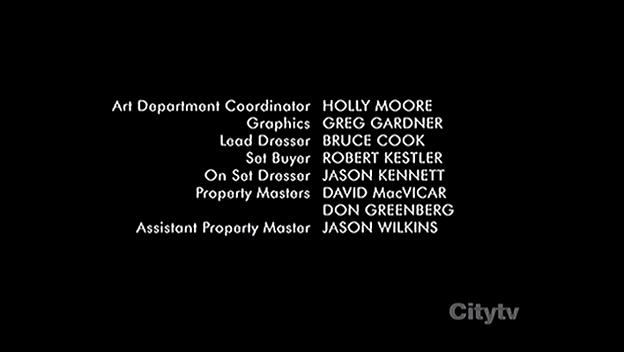 Art Department Coordinator HOLLY MOORE
Graphics GREG GARDNER
Lead Dresser BRUCE COOK
Set Buyer ROBERT KESTLER
On Set Dresser JASON KENNETT
Property Masters DAVID MacVICAR
DON GREENBERG
Assistant Property Master JASON WILKINS
Citytv